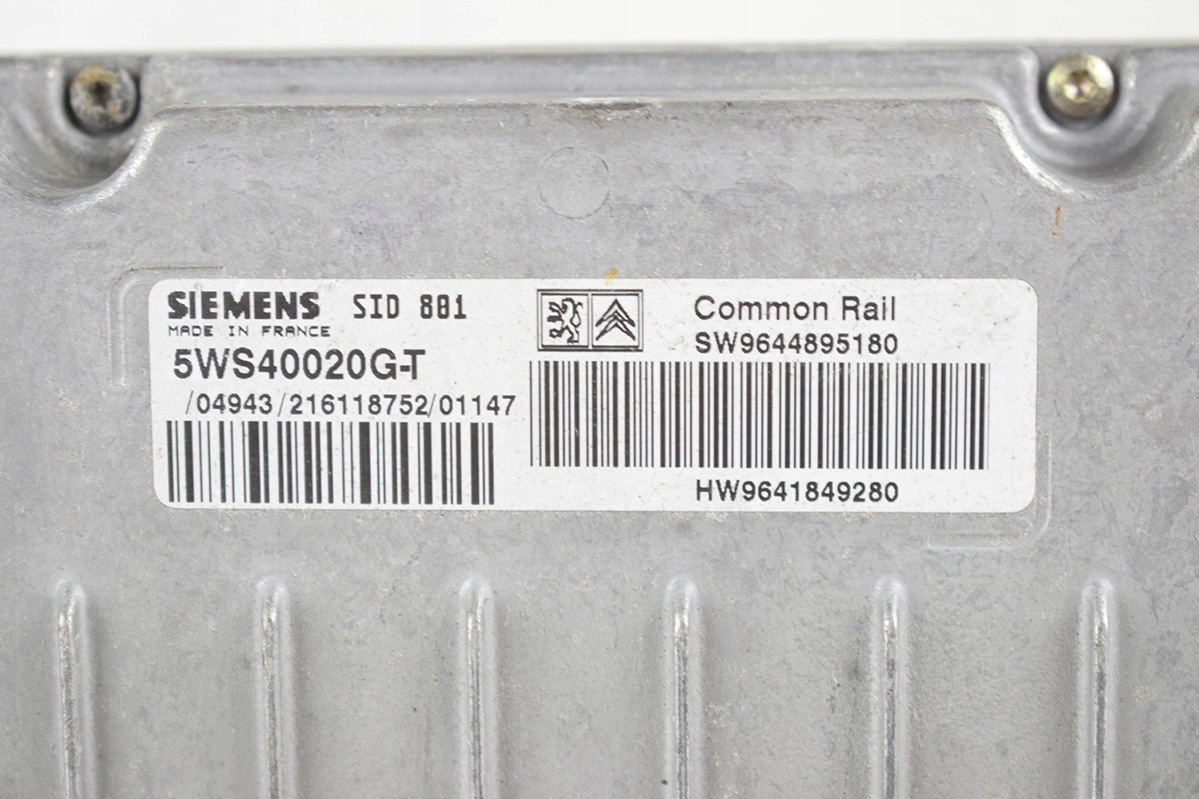 SIEMENS SID 801
MADE IN FRANCE
5WS40020G-T
/04943/216118752/01147
Common Rail
SW9644895180
HW9641849280